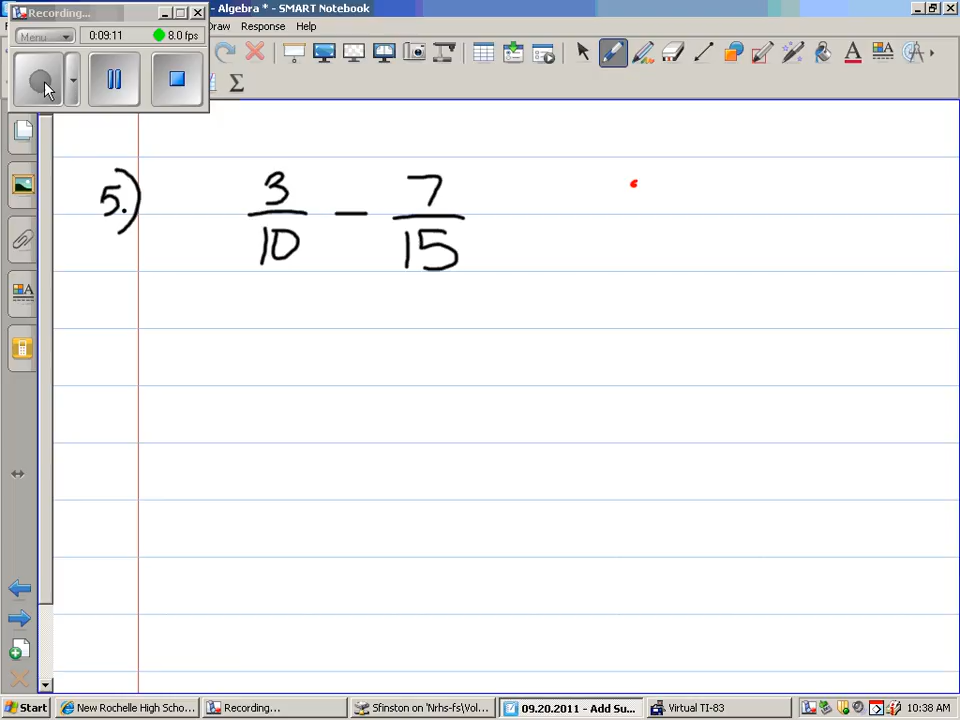 Recording...
- Algebra * - SMART Notebook
Menu
0:09:11
8.0 fps
Draw Response Help
Σ
A
5.) 3/10 - 7/15
Start
New Rochelle High Scho...
Recording...
Sfinston on 'Nrhs-fs\Vol...
09.20.2011 - Add Su...
Virtual TI-83
10:38 AM